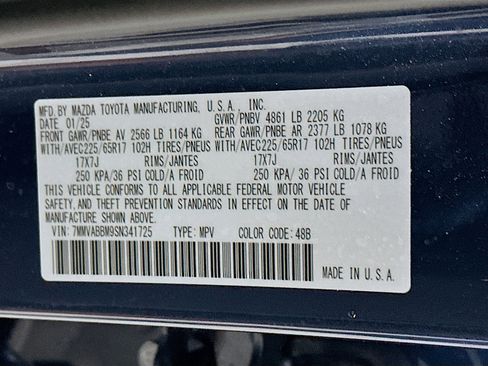 MFD. BY MAZDA TOYOTA MANUFACTURING, U.S.A., INC.
DATE 01/25 GVWR/PNBV 4861 LB 2205 KG
FRONT GAWR/PNBE AV 2566 LB 1164 KG REAR GAWR/PNBE AR 2377 LB 1078 KG
WITH/AVEC225/65R17 102H TIRES/PNEUS WITH/AVEC225/65R17 102H TIRES/PNEUS
17X7J RIMS/JANTES 17X7J RIMS/JANTES
250 KPA/36 PSI COLD/A FROID 250 KPA/36 PSI COLD/A FROID
THIS VEHICLE CONFORMS TO ALL APPLICABLE FEDERAL MOTOR VEHICLE
SAFETY, AND THEFT PREVENTION STANDARDS IN EFFECT ON THE DATE OF
MANUFACTURE SHOWN ABOVE.
VIN: 7MMVABBM9SN341725 TYPE: MPV COLOR CODE: 48B
MADE IN U.S.A.